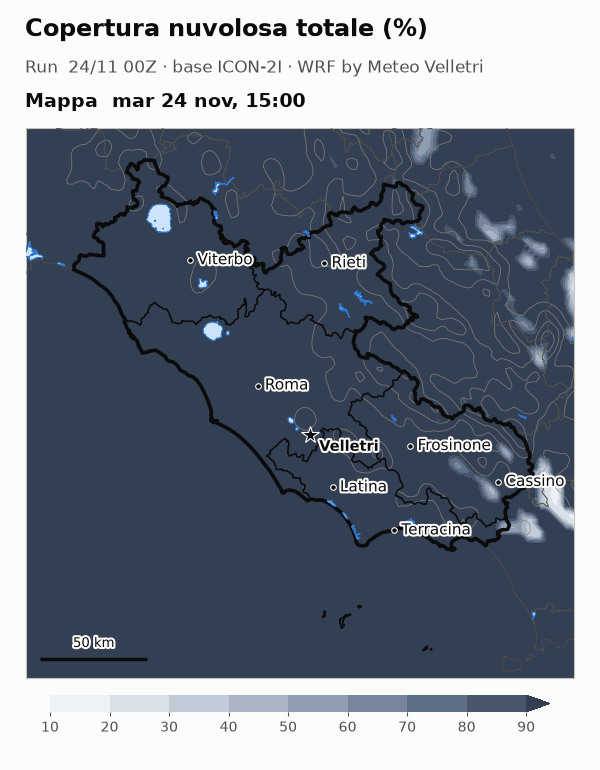 Copertura nuvolosa totale (%)
Run 24/11 00Z · base ICON-2I · WRF by Meteo Velletri
Mappa mar 24 nov, 15:00
Viterbo
Rieti
Roma
Velletri
Frosinone
Cassino
Latina
Terracina
50 km
10 20 30 40 50 60 70 80 90